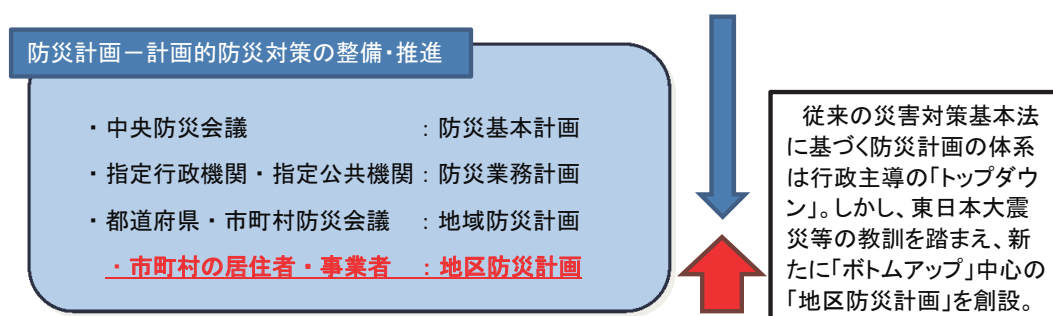 防災計画－計画的防災対策の整備・推進
・中央防災会議 ：防災基本計画
・指定行政機関・指定公共機関：防災業務計画
・都道府県・市町村防災会議 ：地域防災計画
・市町村の居住者・事業者 ：地区防災計画
従来の災害対策基本法
に基づく防災計画の体系
は行政主導の「トップダウ
ン」。しかし、東日本大震
災等の教訓を踏まえ、新
たに「ボトムアップ」中心の
「地区防災計画」を創設。